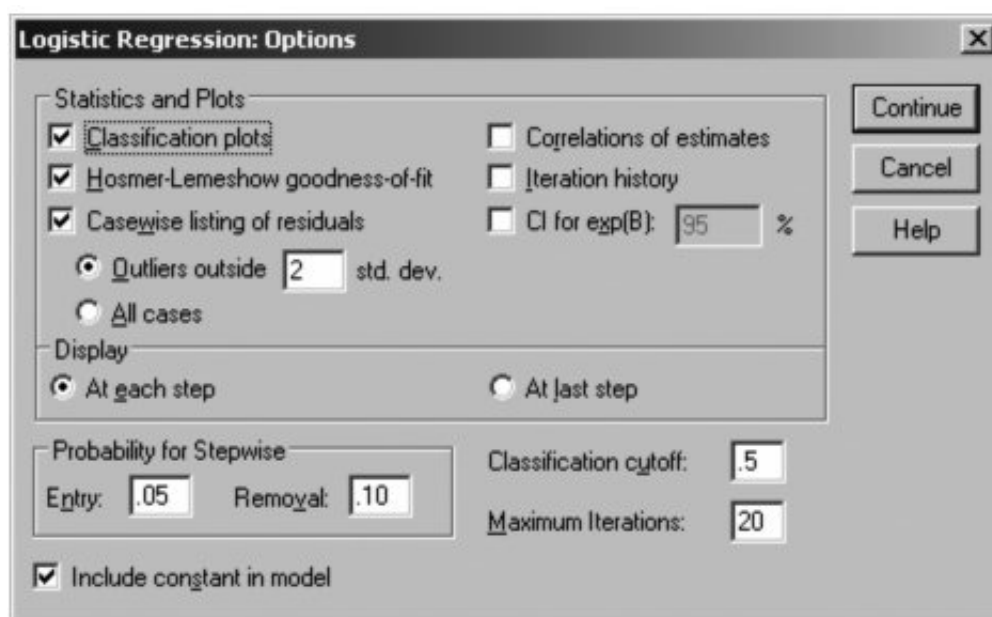 Logistic Regression: Options
Statistics and Plots
Classification plots
Correlations of estimates
Hosmer-Lemeshow goodness-of-fit
Iteration history
Casewise listing of residuals
CI for exp(B): 95 %
Outliers outside 2 std. dev.
All cases
Display
At each step
At last step
Probability for Stepwise
Entry: .05 Removal: .10
Classification cutoff: .5
Maximum Iterations: 20
Include constant in model
Continue
Cancel
Help